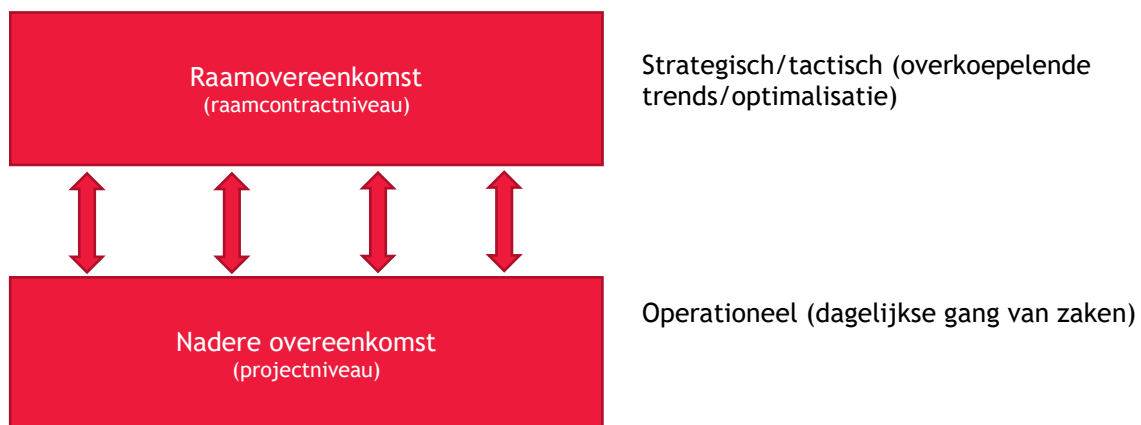 Raamovereenkomst
(raamcontractniveau)
Strategisch/tactisch (overkoepelende
trends/optimalisatie)
Nadere overeenkomst
(projectniveau)
Operationeel (dagelijkse gang van zaken)